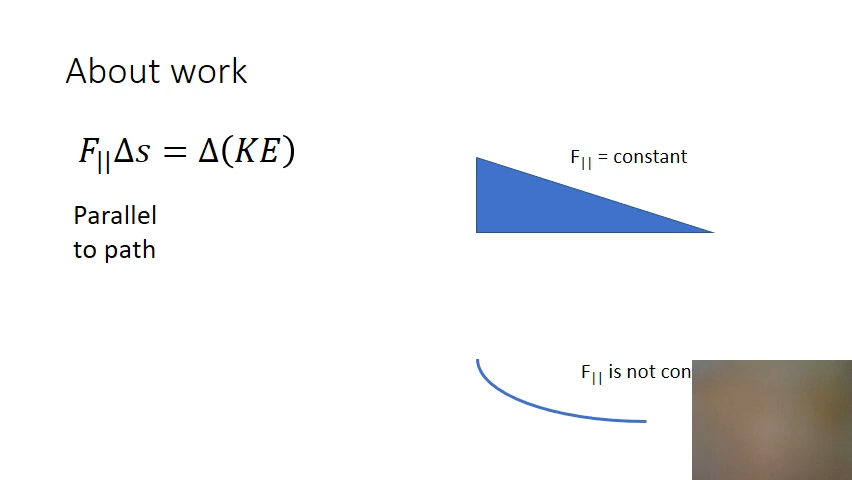 About work
F||Δs = Δ(KE)
Parallel
to path
F|| = constant
F|| is not con